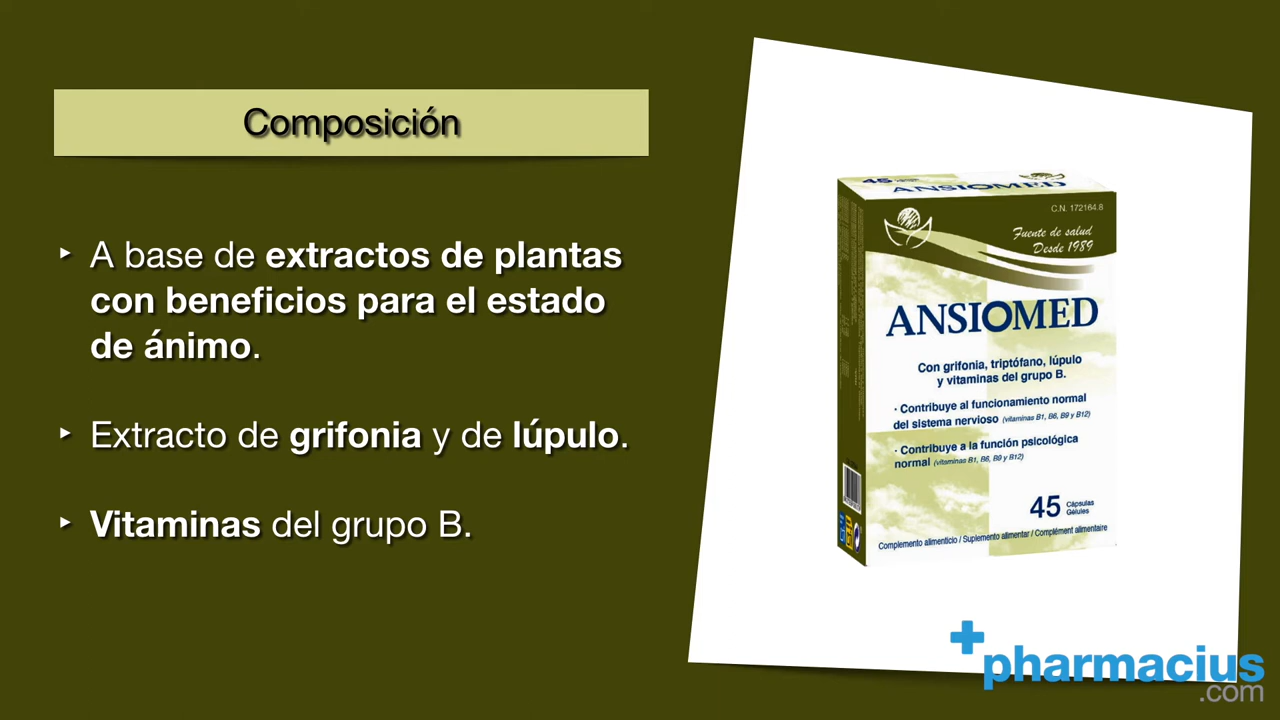 Composición
‣ A base de extractos de plantas
con beneficios para el estado
de ánimo.
‣ Extracto de grifonia y de lúpulo.
‣ Vitaminas del grupo B.
45
ANSIOMED
C.N. 172164.8
Fuente de salud
Desde 1989
ANSIOMED
Con grifonia, triptófano, lúpulo
y vitaminas del grupo B.
· Contribuye al funcionamiento normal
del sistema nervioso (vitaminas B1, B6, B9 y B12)
· Contribuye a la función psicológica
normal (vitaminas B1, B6, B9 y B12)
45 Cápsulas
Gélules
Complemento alimenticio / Suplemento alimentar / Complément alimentaire
pharmacius
.com